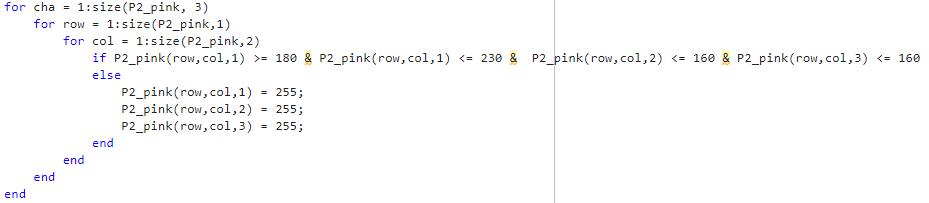 for cha = 1:size(P2_pink, 3)
    for row = 1:size(P2_pink,1)
        for col = 1:size(P2_pink,2)
            if P2_pink(row,col,1) >= 180 & P2_pink(row,col,1) <= 230 &  P2_pink(row,col,2) <= 160 & P2_pink(row,col,3) <= 160
            else
                P2_pink(row,col,1) = 255;
                P2_pink(row,col,2) = 255;
                P2_pink(row,col,3) = 255;
            end
        end
    end
end